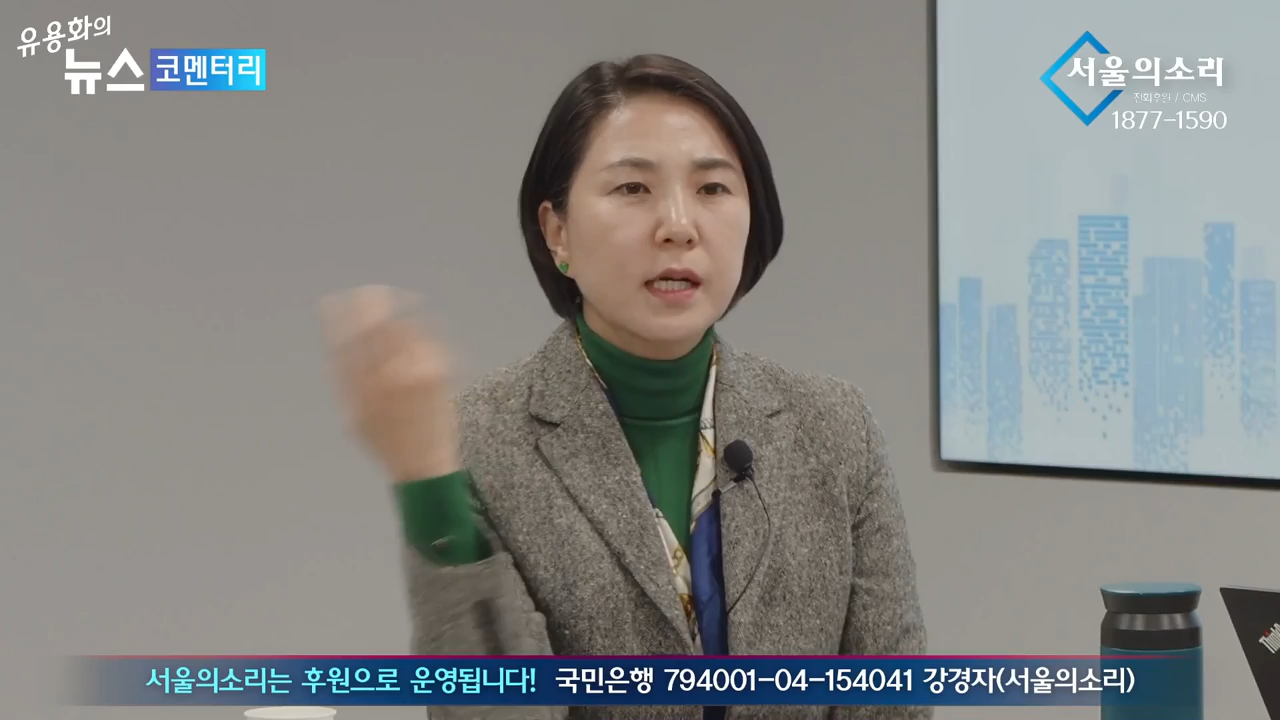 유용화의
뉴스 코멘터리
서울의소리
전화후원 / CMS
1877-1590
서울의소리는 후원으로 운영됩니다! 국민은행 794001-04-154041 강경자(서울의소리)